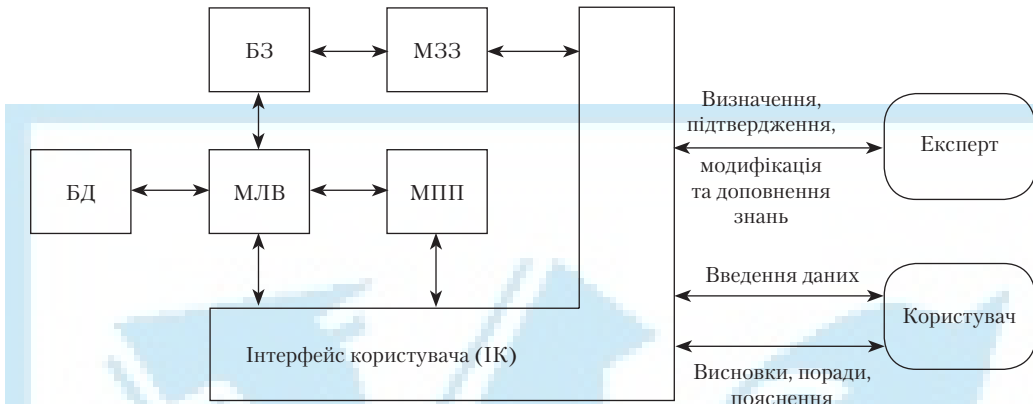 БЗ
МЗЗ
Визначення,
підтвердження,
модифікація
та доповнення
знань
Експерт
БД
МЛВ
МПП
Введення даних
Користувач
Інтерфейс користувача (ІК)
Висновки, поради,
пояснення